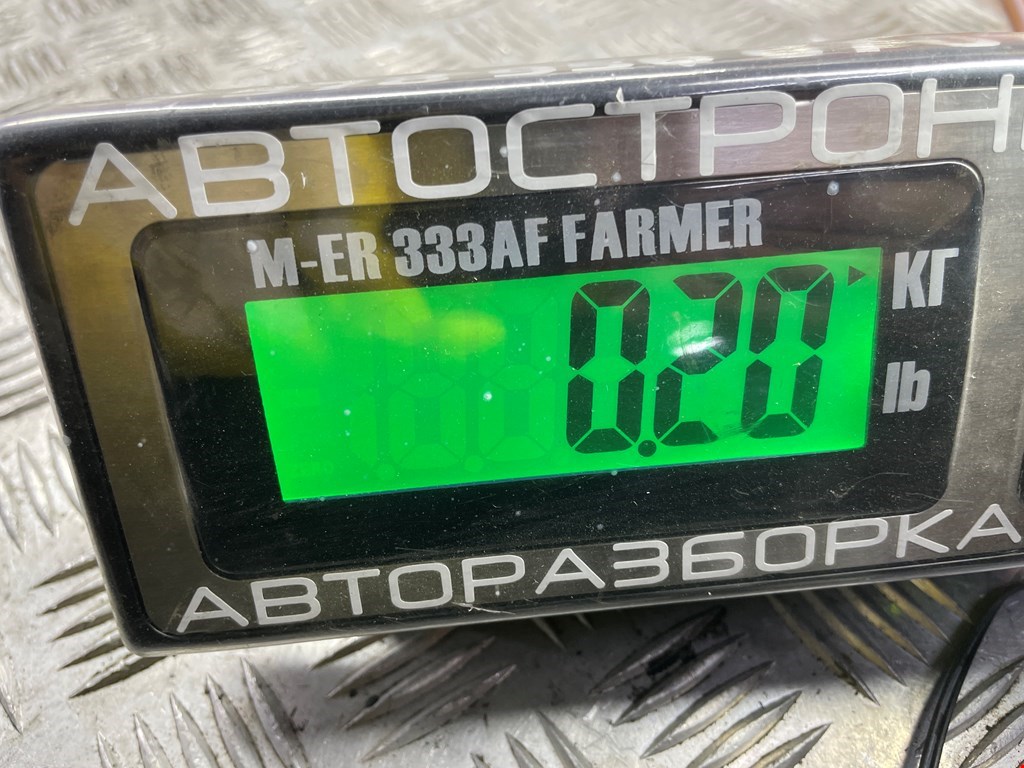 АВТОСТРОН
M-ER 333AF FARMER
0.20
КГ
lb
АВТОРАЗБОРКА